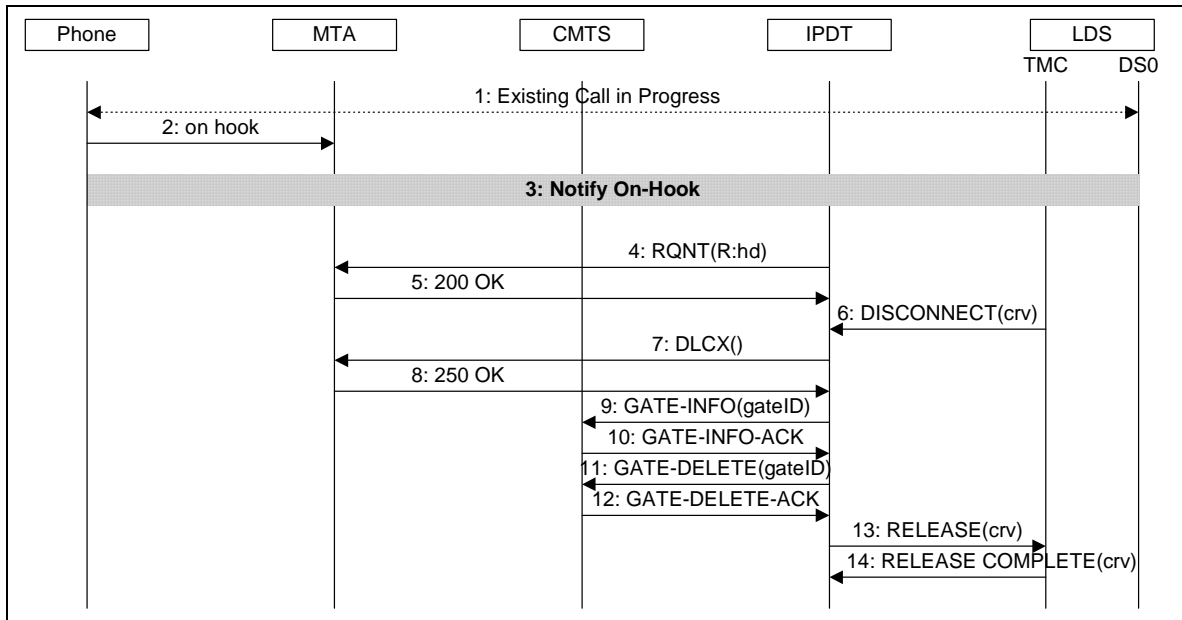 Phone MTA CMTS IPDT LDS
TMC DS0
1: Existing Call in Progress
2: on hook
3: Notify On-Hook
4: RQNT(R:hd)
5: 200 OK
6: DISCONNECT(crv)
7: DLCX()
8: 250 OK
9: GATE-INFO(gateID)
10: GATE-INFO-ACK
11: GATE-DELETE(gateID)
12: GATE-DELETE-ACK
13: RELEASE(crv)
14: RELEASE COMPLETE(crv)